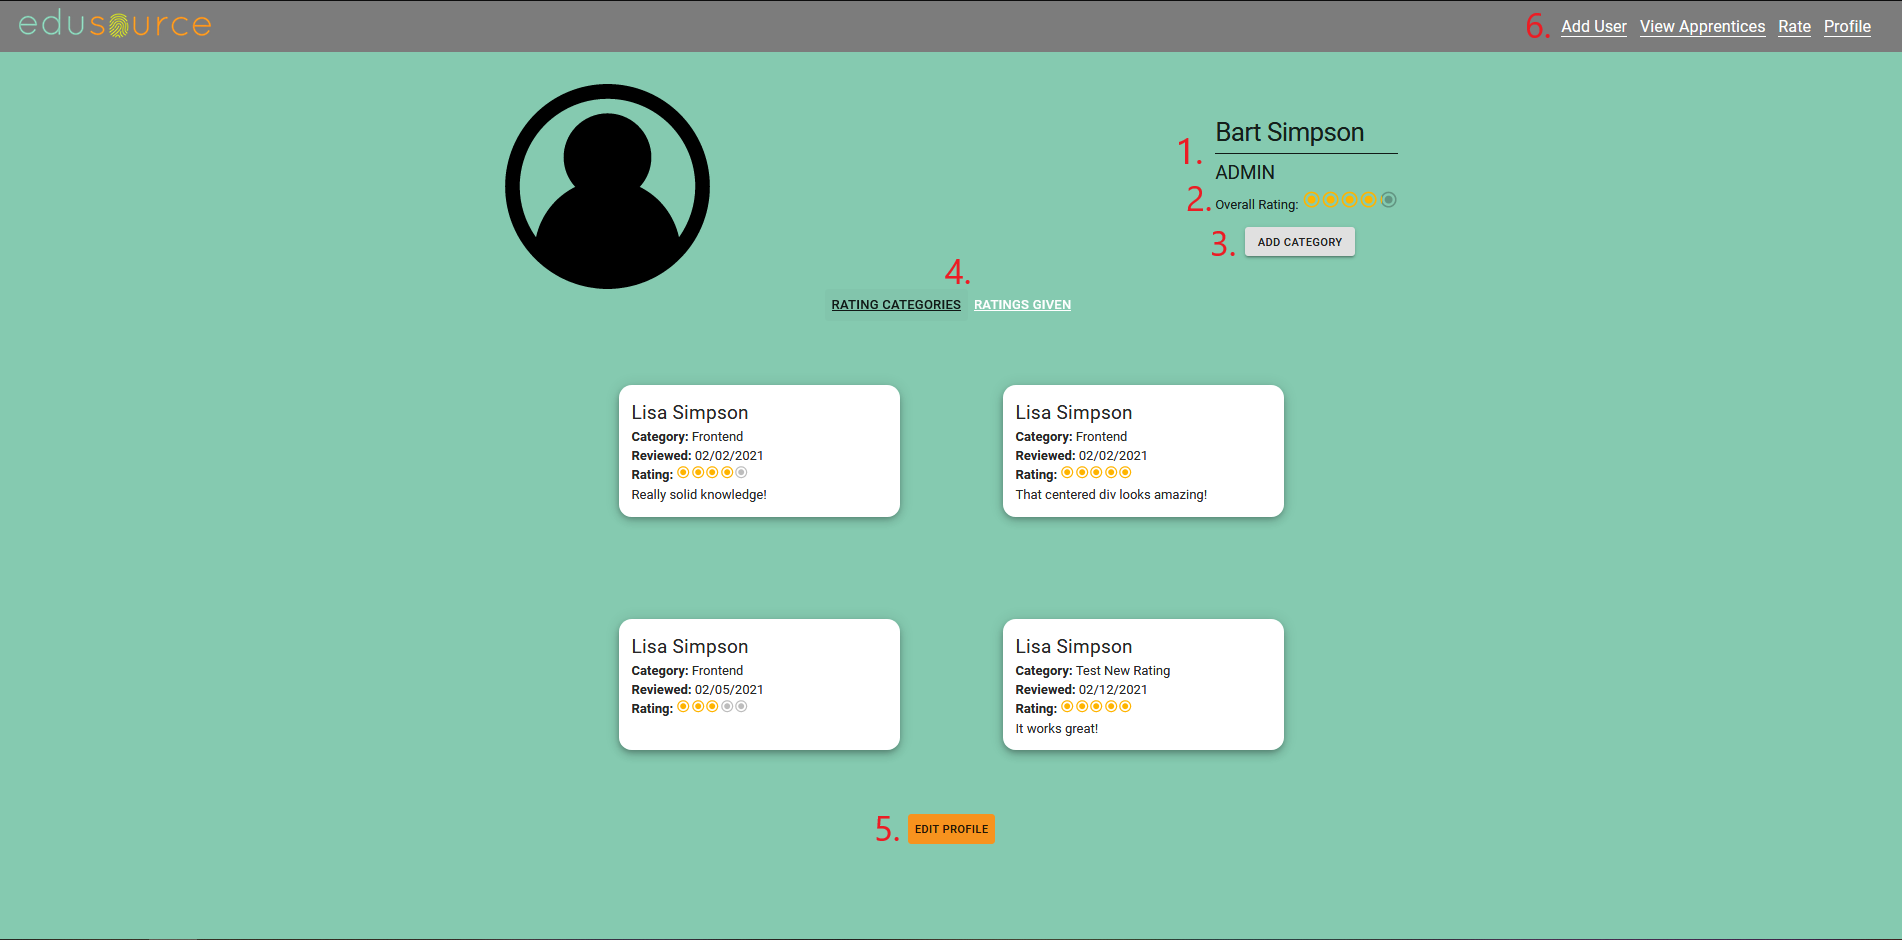 edusource
6. Add User View Apprentices Rate Profile
1. Bart Simpson
ADMIN
2. Overall Rating:
3. ADD CATEGORY
4.
RATING CATEGORIES RATINGS GIVEN
Lisa Simpson
Category: Frontend
Reviewed: 02/02/2021
Rating:
Really solid knowledge!
Lisa Simpson
Category: Frontend
Reviewed: 02/02/2021
Rating:
That centered div looks amazing!
Lisa Simpson
Category: Frontend
Reviewed: 02/05/2021
Rating:
Lisa Simpson
Category: Test New Rating
Reviewed: 02/12/2021
Rating:
It works great!
5. EDIT PROFILE